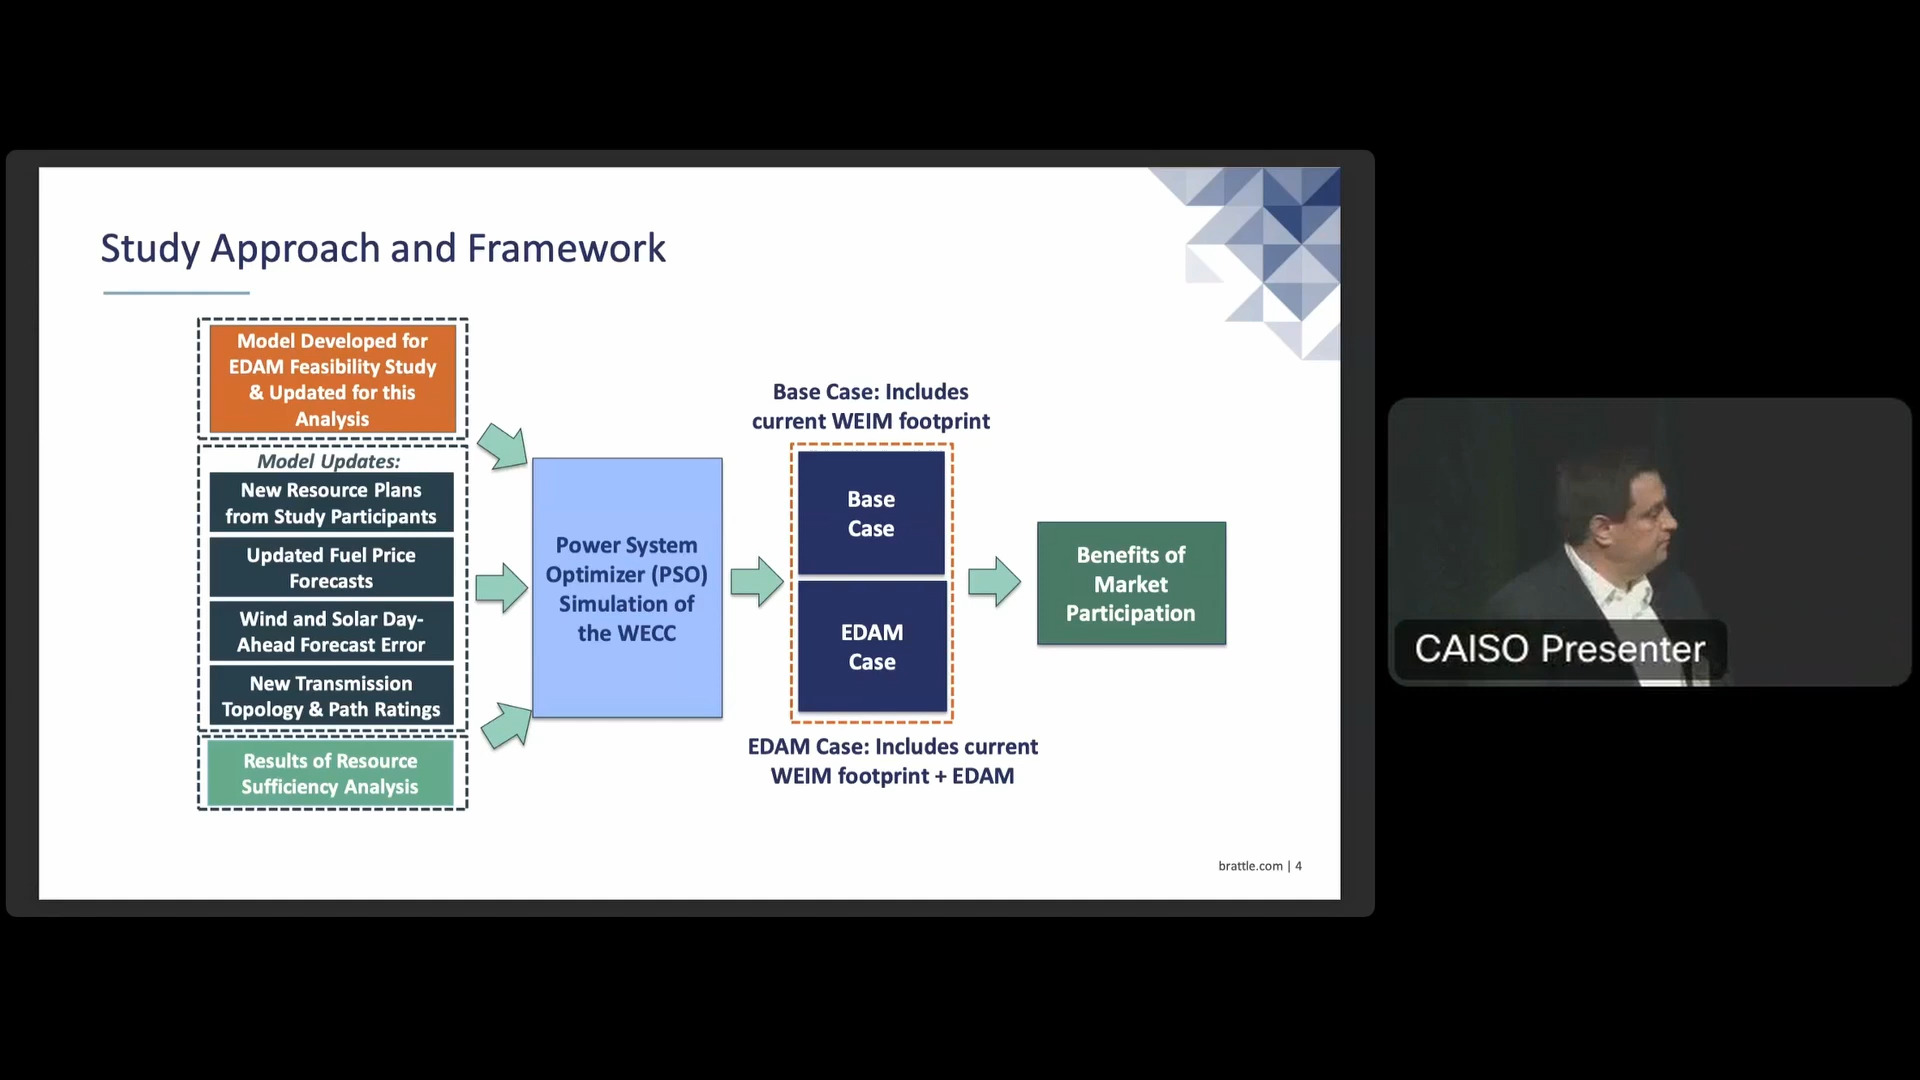 Study Approach and Framework
Model Developed for
EDAM Feasibility Study
& Updated for this
Analysis
Model Updates:
New Resource Plans
from Study Participants
Updated Fuel Price
Forecasts
Wind and Solar Day-
Ahead Forecast Error
New Transmission
Topology & Path Ratings
Results of Resource
Sufficiency Analysis
Power System
Optimizer (PSO)
Simulation of
the WECC
Base Case: Includes
current WEIM footprint
Base
Case
EDAM
Case
EDAM Case: Includes current
WEIM footprint + EDAM
Benefits of
Market
Participation
brattle.com | 4
CAISO Presenter